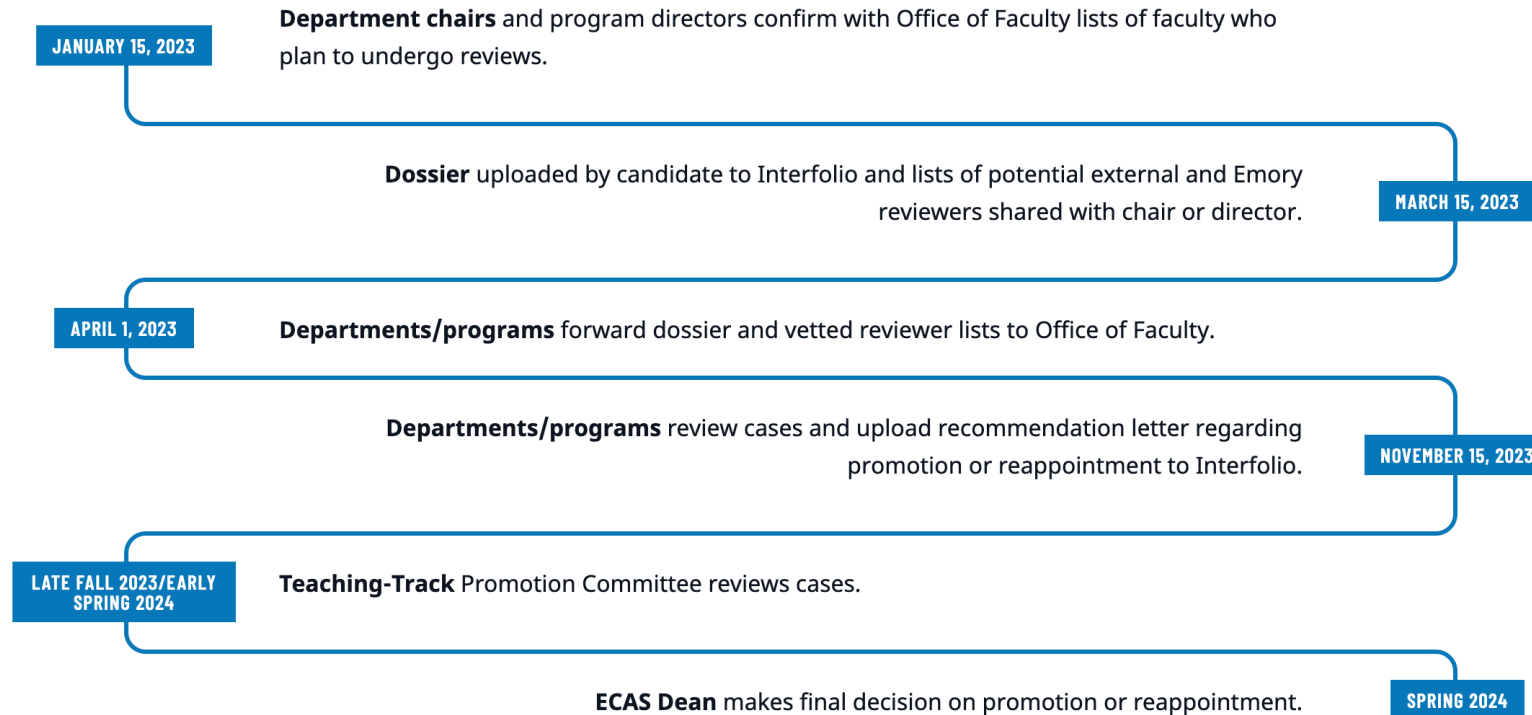 JANUARY 15, 2023
Department chairs and program directors confirm with Office of Faculty lists of faculty who
plan to undergo reviews.
Dossier uploaded by candidate to Interfolio and lists of potential external and Emory
reviewers shared with chair or director.
MARCH 15, 2023
APRIL 1, 2023
Departments/programs forward dossier and vetted reviewer lists to Office of Faculty.
Departments/programs review cases and upload recommendation letter regarding
promotion or reappointment to Interfolio.
NOVEMBER 15, 2023
LATE FALL 2023/EARLY
SPRING 2024
Teaching-Track Promotion Committee reviews cases.
ECAS Dean makes final decision on promotion or reappointment.
SPRING 2024